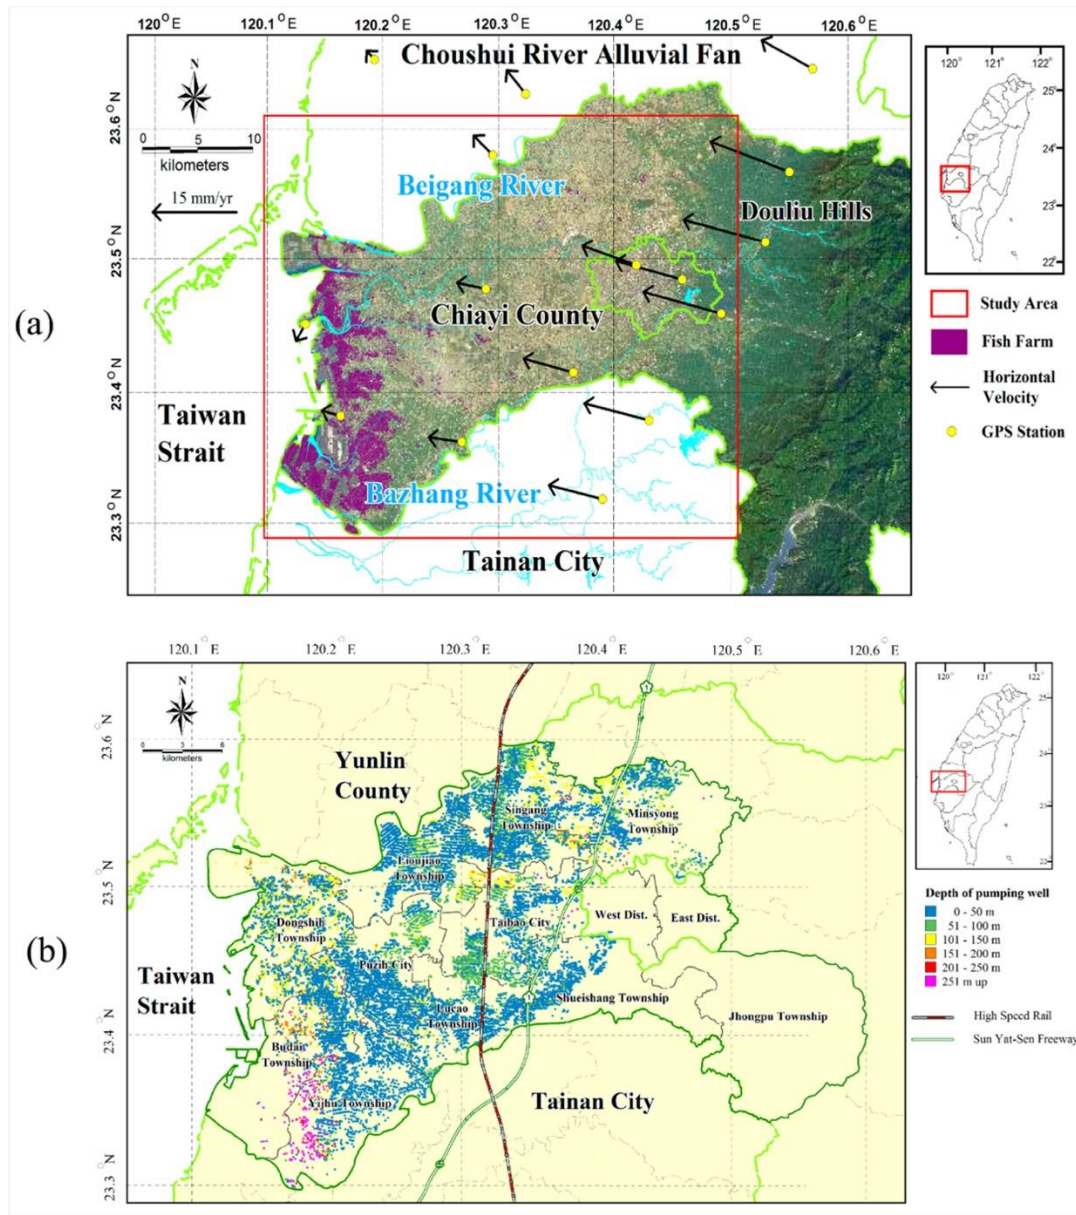 120° E 120.1° E 120.2° E 120.3° E 120.4° E 120.5° E 120.6° E
Choushui River Alluvial Fan
N
23.6° N
0 5 10
kilometers
15 mm/yr
Beigang River
Douliu Hills
23.5° N
Chiayi County
23.4° N
Taiwan
Strait
Bazhang River
23.3° N
Tainan City
120° 121° 122°
25°
24°
23°
22°
Study Area
Fish Farm
Horizontal
Velocity
GPS Station
(a)
120.1° E 120.2° E 120.3° E 120.4° E 120.5° E 120.6° E
N
0 3 6
kilometers
23.6° N
Yunlin
County
1
Singang
Township
Minsyong
Township
Lioujiao
Township
23.5° N
Dongshih
Township
Taibao City
West Dist.
East Dist.
Taiwan
Strait
Puzih City
Lucao
Township
1
Shueishang Township
Jhongpu Township
23.4° N
Budai
Township
Yijhu Township
Tainan City
23.3° N
120° 121° 122°
25°
24°
23°
22
Depth of pumping well
0 - 50 m
51 - 100 m
101 - 150 m
151 - 200 m
201 - 250 m
251 m up
High Speed Rail
Sun Yat-Sen Freeway
(b)